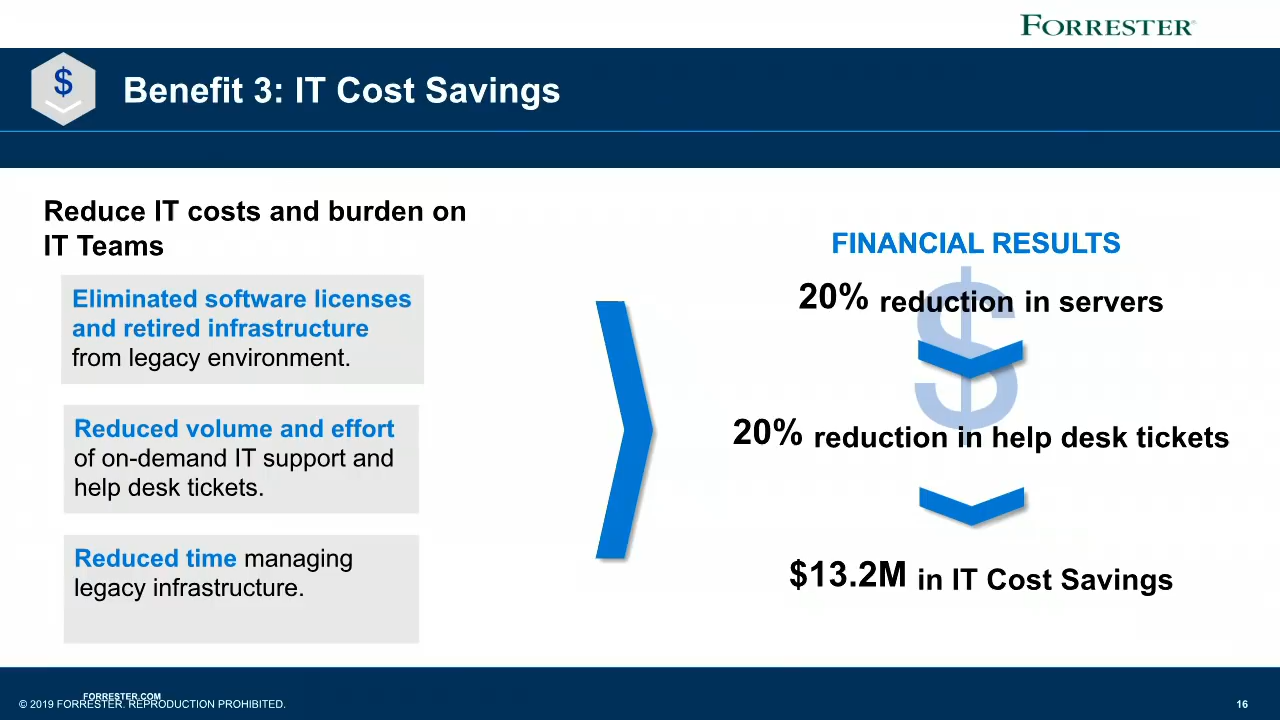 FORRESTER®
$
Benefit 3: IT Cost Savings
Reduce IT costs and burden on
IT Teams
Eliminated software licenses
and retired infrastructure
from legacy environment.
Reduced volume and effort
of on-demand IT support and
help desk tickets.
Reduced time managing
legacy infrastructure.
FINANCIAL RESULTS
$
20% reduction in servers
20% reduction in help desk tickets
$13.2M in IT Cost Savings
FORRESTER.COM
© 2019 FORRESTER. REPRODUCTION PROHIBITED.
16